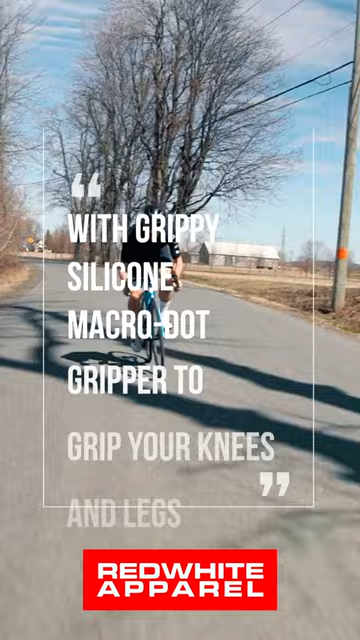 “
WITH GRIPPY
SILICONE
MACRO-DOT
GRIPPER TO
GRIP YOUR KNEES
”
AND LEGS
REDWHITE
APPAREL